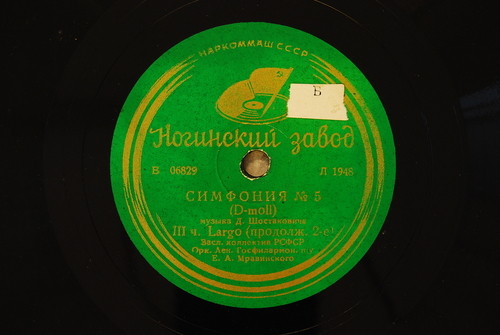 НАРКОММАШ СССР
Б
Ногинский завод
В 06829 Л 1948
СИМФОНИЯ № 5
(D-moll)
музыка Д. Шостаковича
III ч. Largo (продолж. 2-е)
Засл. коллектив РСФСР
Орк. Лен. Госфилармон. п/у
Е. А. Мравинского